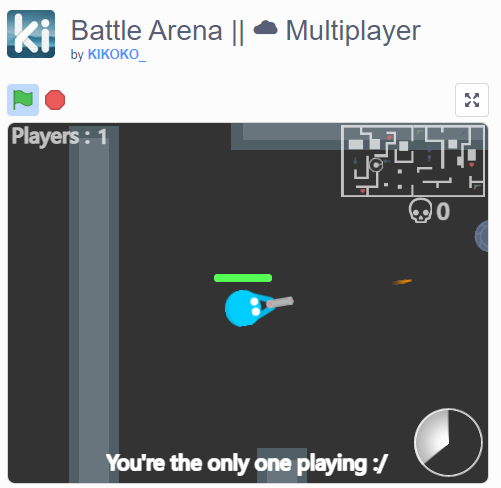 ki
Battle Arena || ☁ Multiplayer
by KIKOKO_
Players : 1
0
You're the only one playing :/